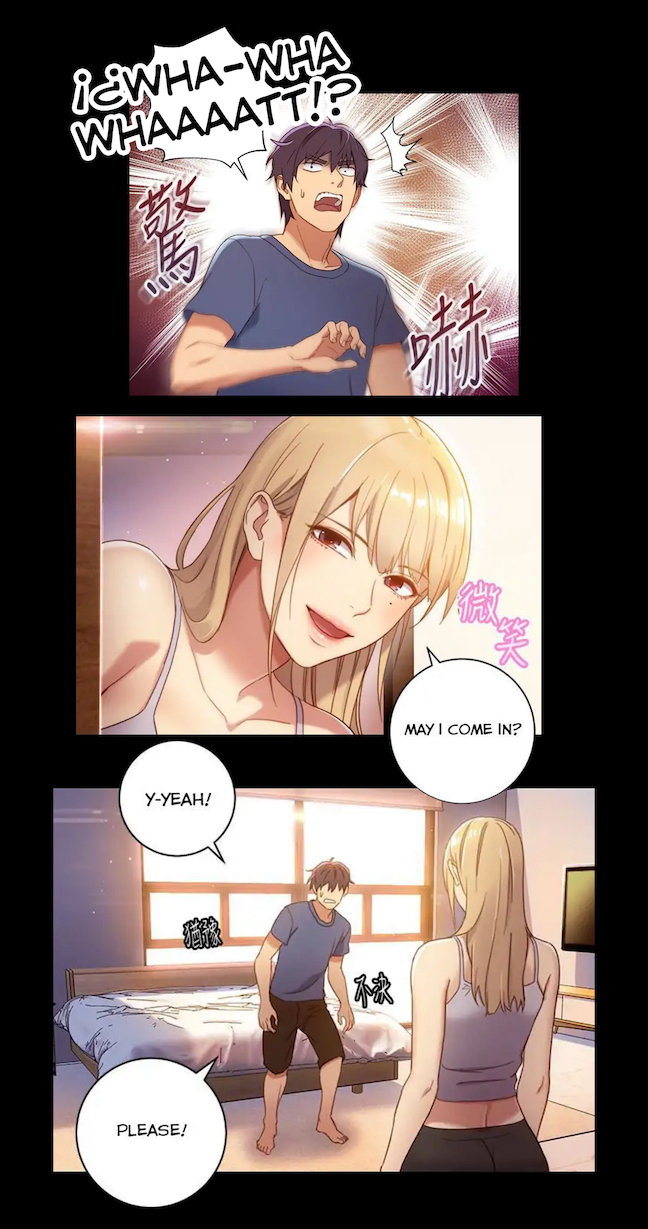 ¡¿WHA-WHA
WHAAAATT!?
驚
嚇
微
笑
MAY I COME IN?
Y-YEAH!
猶豫
不決
PLEASE!